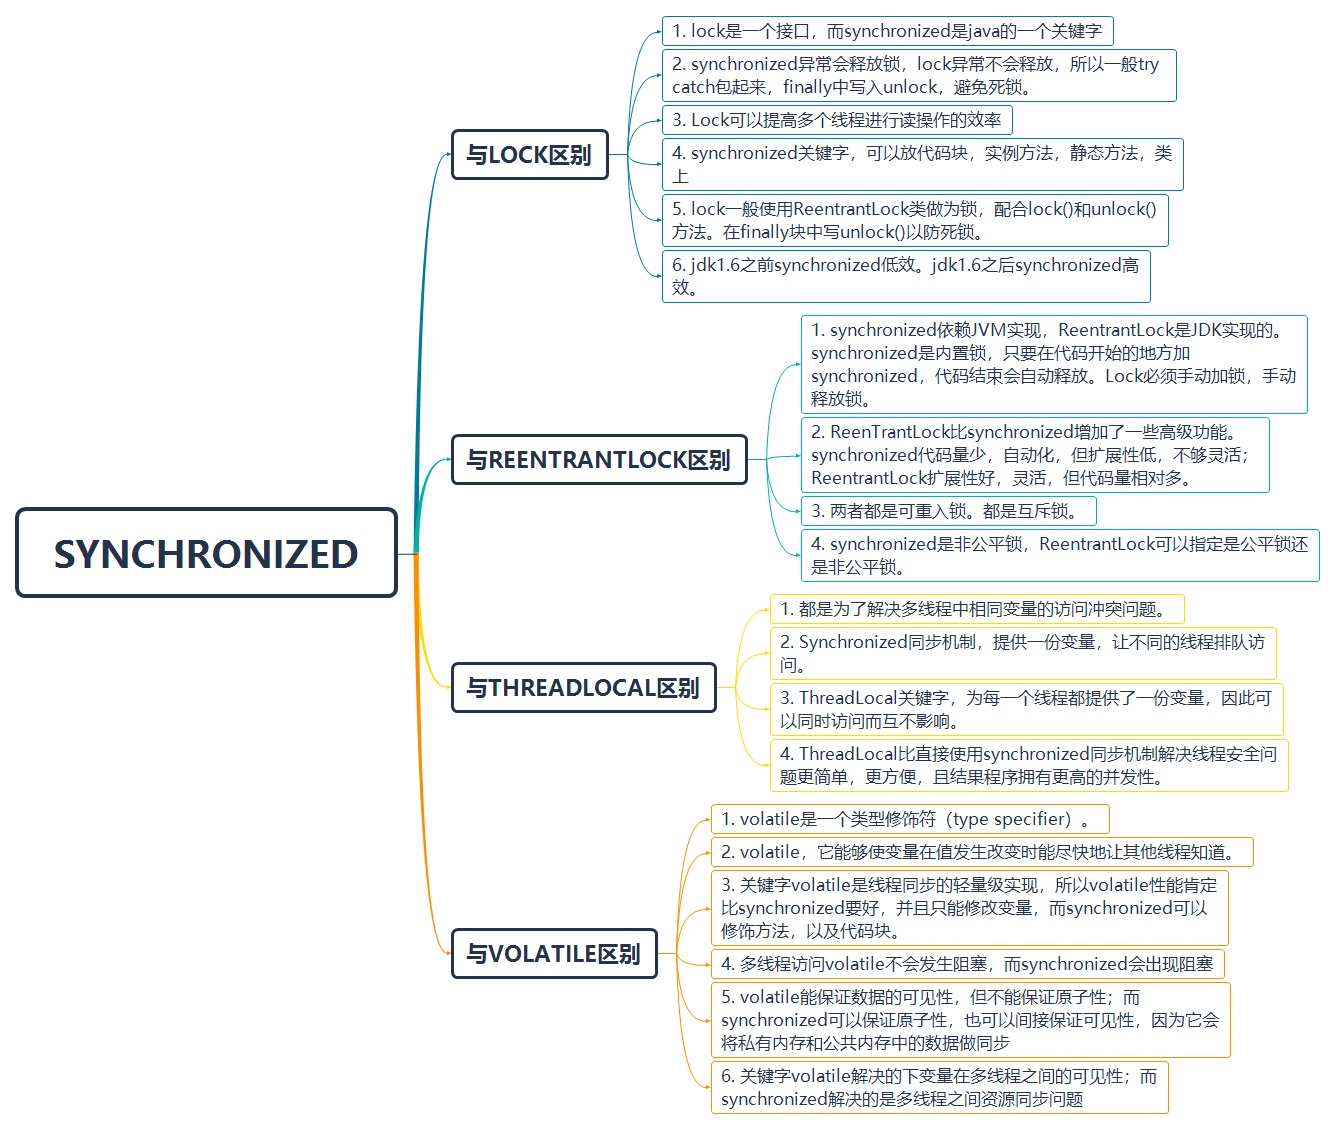 SYNCHRONIZED
与LOCK区别
1. lock是一个接口，而synchronized是java的一个关键字
2. synchronized异常会释放锁，lock异常不会释放，所以一般try
catch包起来，finally中写入unlock，避免死锁。
3. Lock可以提高多个线程进行读操作的效率
4. synchronized关键字，可以放代码块，实例方法，静态方法，类
上
5. lock一般使用ReentrantLock类做为锁，配合lock()和unlock()
方法。在finally块中写unlock()以防死锁。
6. jdk1.6之前synchronized低效。jdk1.6之后synchronized高
效。
与REENTRANTLOCK区别
1. synchronized依赖JVM实现，ReentrantLock是JDK实现的。
synchronized是内置锁，只要在代码开始的地方加
synchronized，代码结束会自动释放。Lock必须手动加锁，手动
释放锁。
2. ReenTrantLock比synchronized增加了一些高级功能。
synchronized代码量少，自动化，但扩展性低，不够灵活；
ReentrantLock扩展性好，灵活，但代码量相对多。
3. 两者都是可重入锁。都是互斥锁。
4. synchronized是非公平锁，ReentrantLock可以指定是公平锁还
是非公平锁。
与THREADLOCAL区别
1. 都是为了解决多线程中相同变量的访问冲突问题。
2. Synchronized同步机制，提供一份变量，让不同的线程排队访
问。
3. ThreadLocal关键字，为每一个线程都提供了一份变量，因此可
以同时访问而互不影响。
4. ThreadLocal比直接使用synchronized同步机制解决线程安全问
题更简单，更方便，且结果程序拥有更高的并发性。
与VOLATILE区别
1. volatile是一个类型修饰符（type specifier）。
2. volatile，它能够使变量在值发生改变时能尽快地让其他线程知道。
3. 关键字volatile是线程同步的轻量级实现，所以volatile性能肯定
比synchronized要好，并且只能修改变量，而synchronized可以
修饰方法，以及代码块。
4. 多线程访问volatile不会发生阻塞，而synchronized会出现阻塞
5. volatile能保证数据的可见性，但不能保证原子性；而
synchronized可以保证原子性，也可以间接保证可见性，因为它会
将私有内存和公共内存中的数据做同步
6. 关键字volatile解决的下变量在多线程之间的可见性；而
synchronized解决的是多线程之间资源同步问题